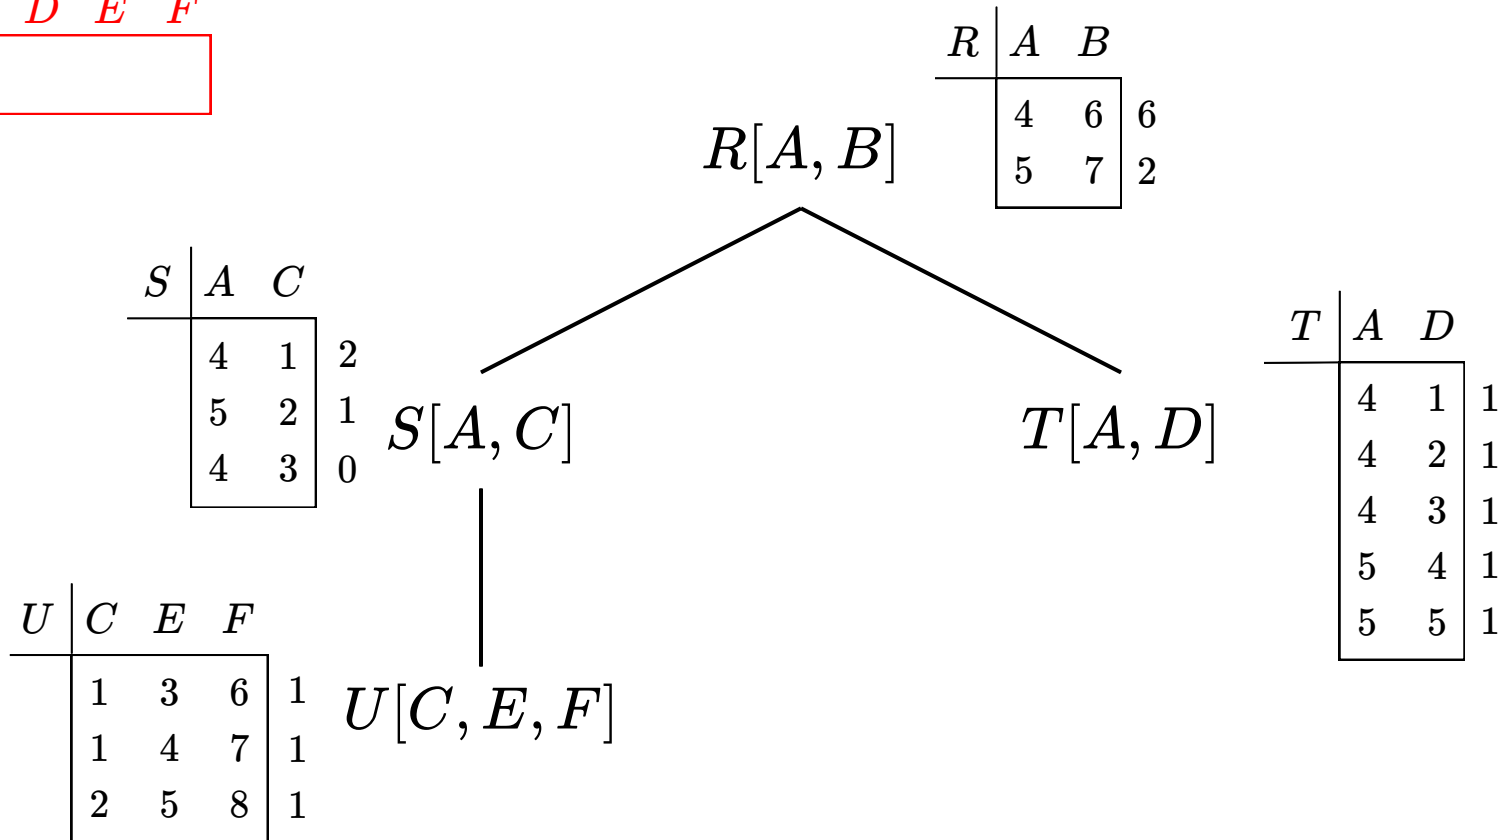 D E F
R A B
4 6 6
5 7 2
R[A, B]
S A C
4 1 2
5 2 1
4 3 0
S[A, C]
T A D
4 1 1
4 2 1
4 3 1
5 4 1
5 5 1
T[A, D]
U C E F
1 3 6 1
1 4 7 1
2 5 8 1
U[C, E, F]